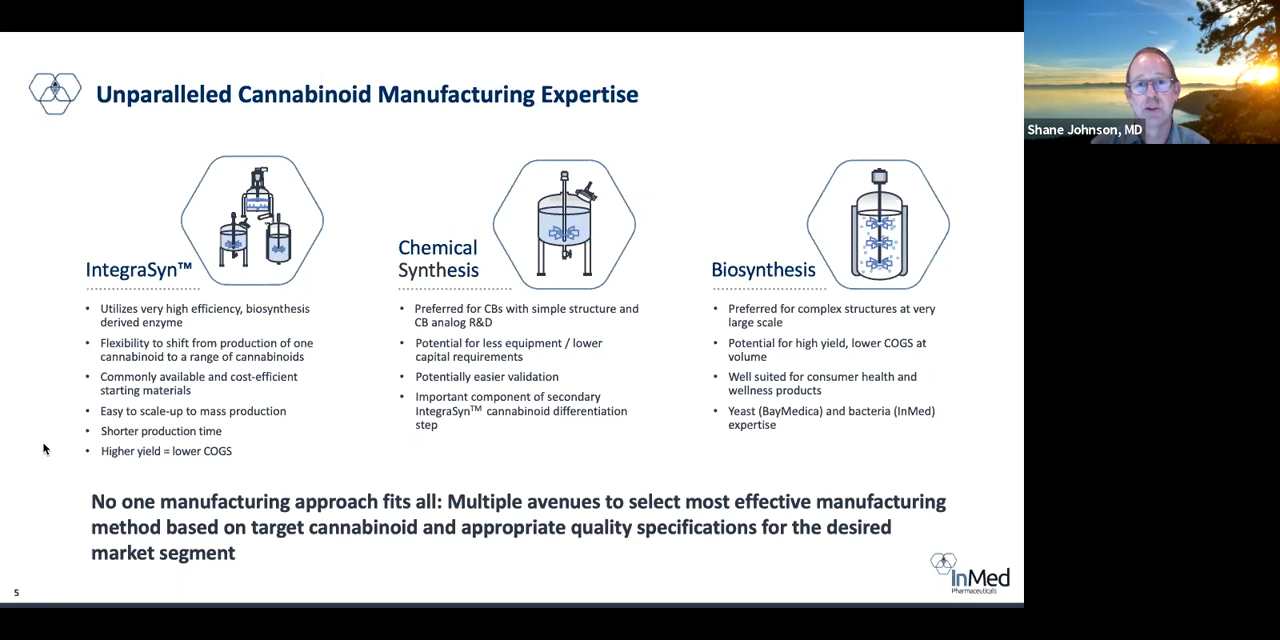 Unparalleled Cannabinoid Manufacturing Expertise
Shane Johnson, MD
IntegraSyn™
• Utilizes very high efficiency, biosynthesis
derived enzyme
• Flexibility to shift from production of one
cannabinoid to a range of cannabinoids
• Commonly available and cost-efficient
starting materials
• Easy to scale-up to mass production
• Shorter production time
• Higher yield = lower COGS
Chemical
Synthesis
• Preferred for CBs with simple structure and
CB analog R&D
• Potential for less equipment / lower
capital requirements
• Potentially easier validation
• Important component of secondary
IntegraSyn™ cannabinoid differentiation
step
Biosynthesis
• Preferred for complex structures at very
large scale
• Potential for high yield, lower COGS at
volume
• Well suited for consumer health and
wellness products
• Yeast (BayMedica) and bacteria (InMed)
expertise
No one manufacturing approach fits all: Multiple avenues to select most effective manufacturing
method based on target cannabinoid and appropriate quality specifications for the desired
market segment
5
InMed
Pharmaceuticals